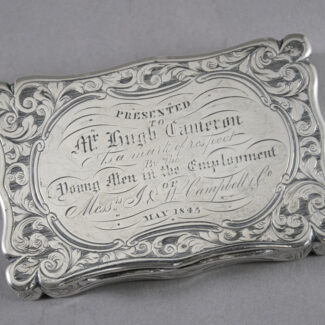 PRESENTED
TO
Mr. Hugh Cameron
As a mark of respect
By the
Young Men in the Employment
OF
Messrs. J. & W. Campbell & Co
MAY 1845